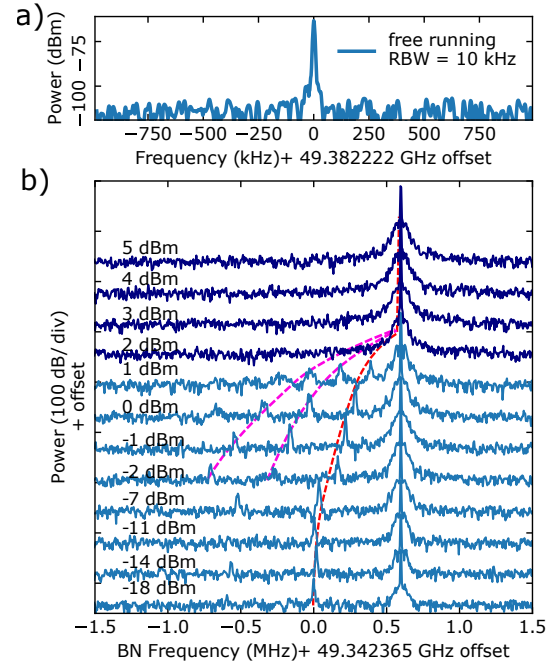 a)
Power (dBm)
−75
−100
free running
RBW = 10 kHz
−750 −500 −250 0 250 500 750
Frequency (kHz)+ 49.382222 GHz offset
b)
Power (100 dB/ div)
+ offset
5 dBm
4 dBm
3 dBm
2 dBm
1 dBm
0 dBm
-1 dBm
-2 dBm
-7 dBm
-11 dBm
-14 dBm
-18 dBm
−1.5 −1.0 −0.5 0.0 0.5 1.0 1.5
BN Frequency (MHz)+ 49.342365 GHz offset